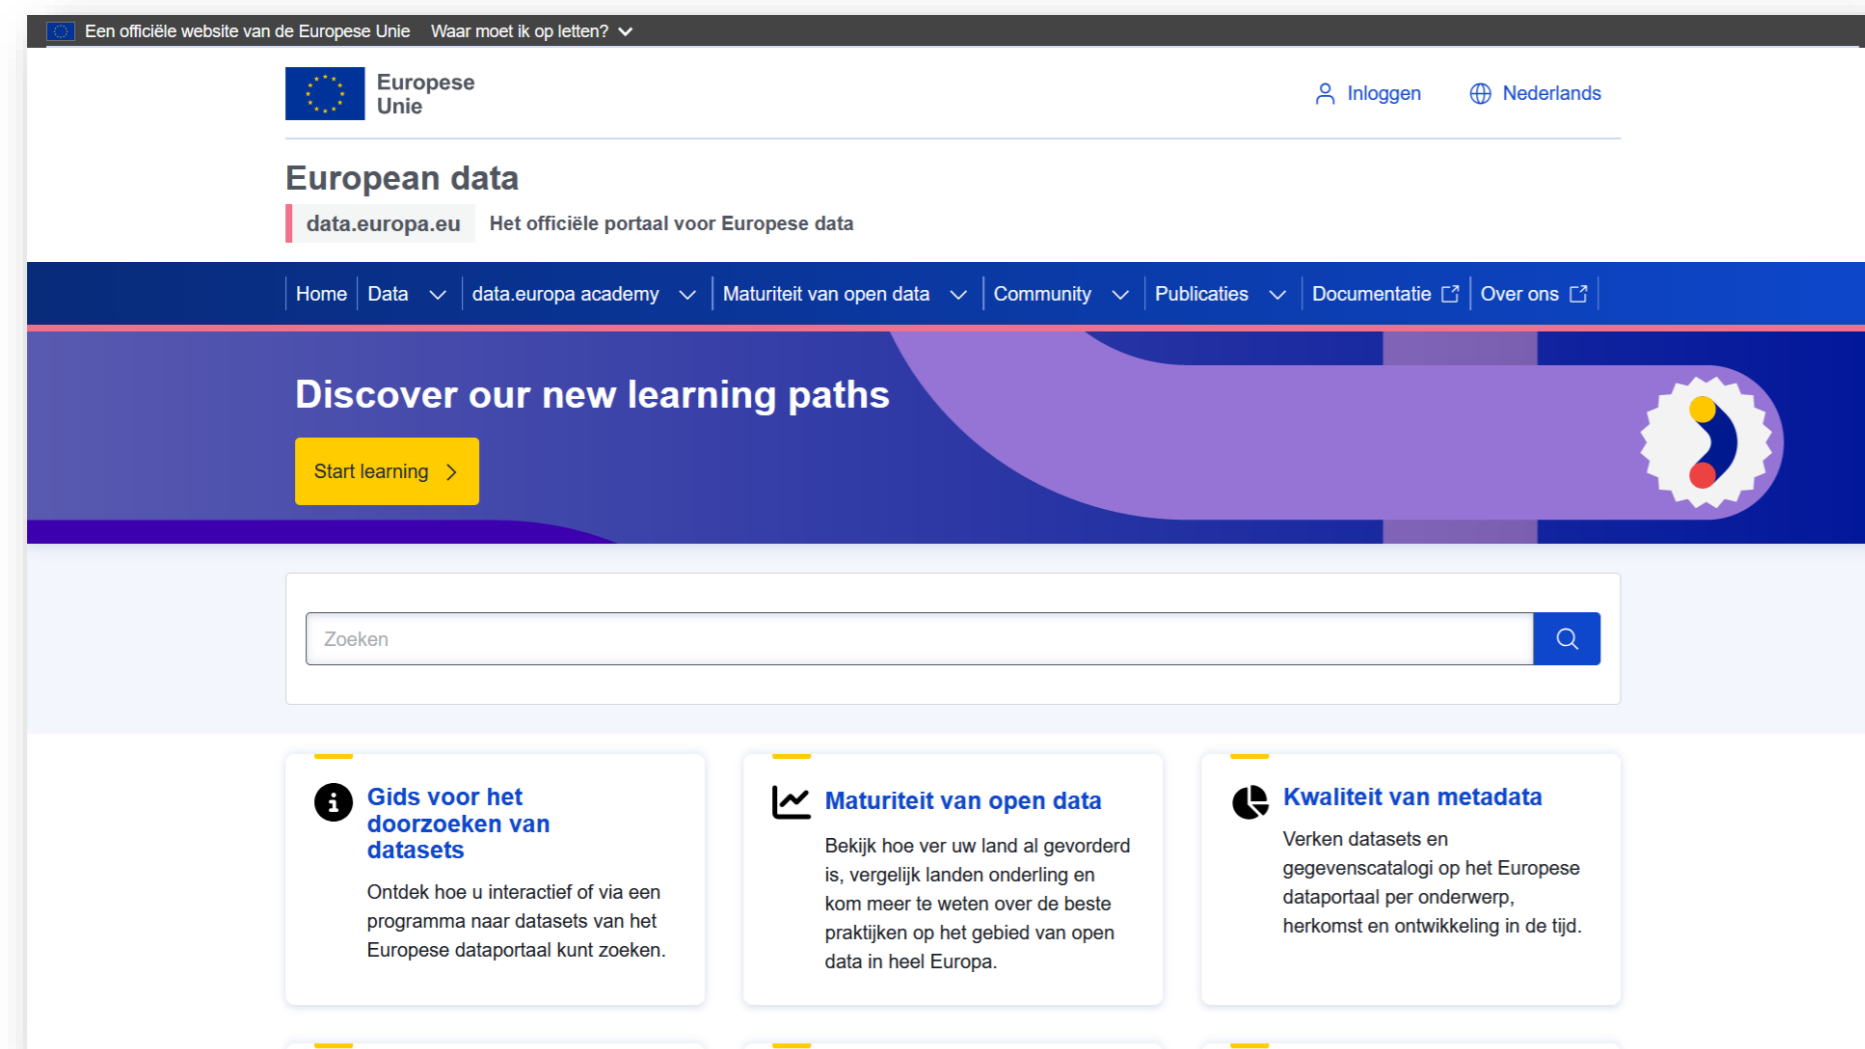 Een officiële website van de Europese Unie Waar moet ik op letten?
Europese
Unie
Inloggen
Nederlands
European data
data.europa.eu Het officiële portaal voor Europese data
Home Data data.europa academy Maturiteit van open data Community Publicaties Documentatie Over ons
Discover our new learning paths
Start learning
Zoeken
Gids voor het
doorzoeken van
datasets
Ontdek hoe u interactief of via een
programma naar datasets van het
Europese dataportaal kunt zoeken.
Maturiteit van open data
Bekijk hoe ver uw land al gevorderd
is, vergelijk landen onderling en
kom meer te weten over de beste
praktijken op het gebied van open
data in heel Europa.
Kwaliteit van metadata
Verken datasets en
gegevenscatalogi op het Europese
dataportaal per onderwerp,
herkomst en ontwikkeling in de tijd.